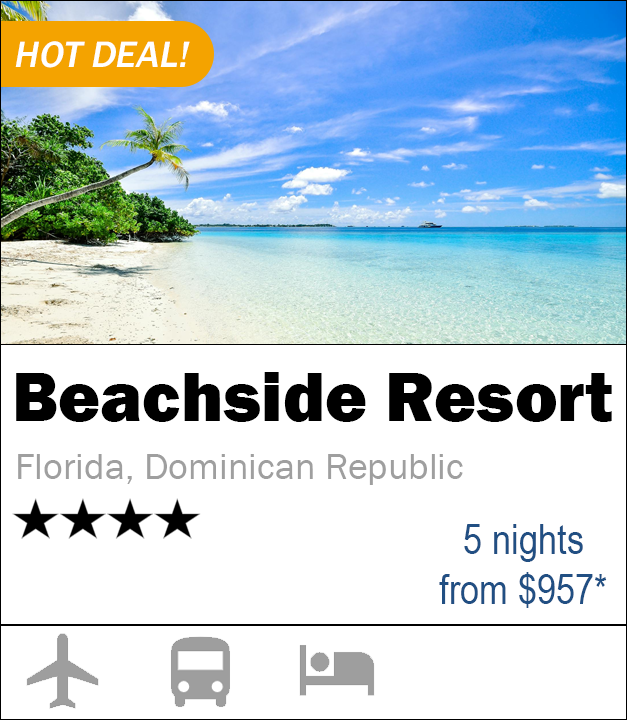 HOT DEAL!
Beachside Resort
Florida, Dominican Republic
5 nights
from $957*